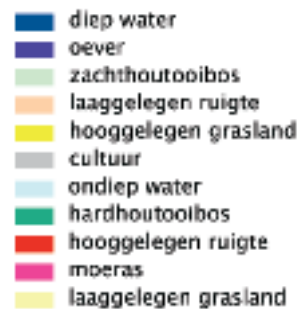 diep water
oever
zachthoutooibos
laaggelegen ruigte
hooggelegen grasland
cultuur
ondiep water
hardhoutooibos
hooggelegen ruigte
moeras
laaggelegen grasland